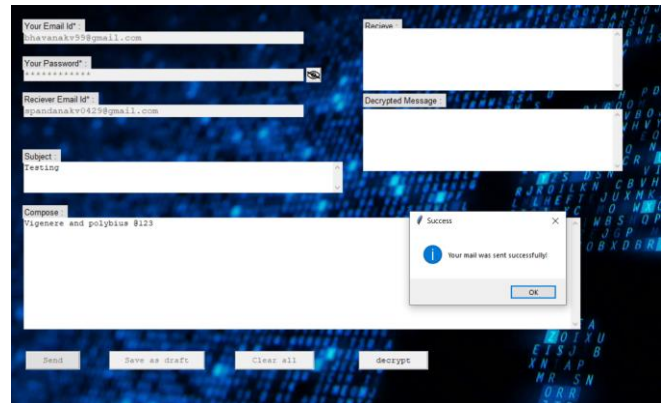 Your Email Id* :
bhavanakv99@gmail.com
Your Password* :
************
Reciever Email Id* :
spandanakv0429@gmail.com
Subject :
Testing
Compose :
Vigenere and polybius @123
Recieve :
Decrypted Message :
Success
Your mail was sent successfully!
OK
Send
Save as draft
Clear all
decrypt